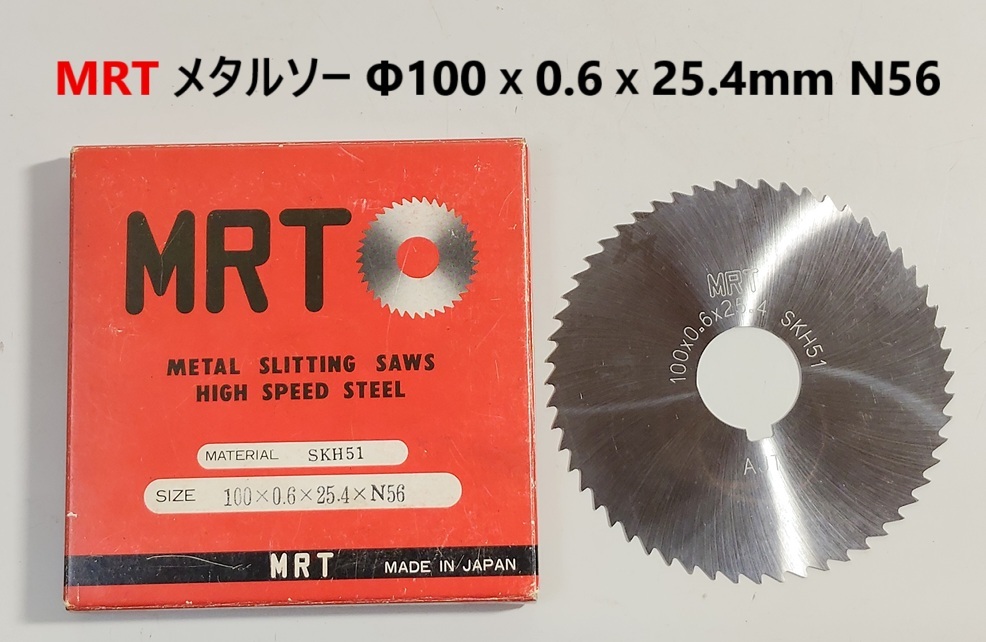 MRT メタルソー Φ100 x 0.6 x 25.4mm N56
MRT
METAL SLITTING SAWS
HIGH SPEED STEEL
MATERIAL SKH51
SIZE 100×0.6×25.4×N56
MRT MADE IN JAPAN
MRT
100x0.6x25.4 SKH51
AJT